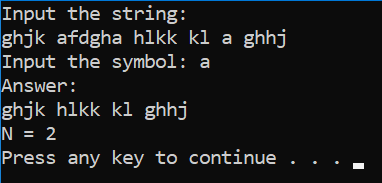 Input the string:
ghjk afdgha hlkk kl a ghhj
Input the symbol: a
Answer:
ghjk hlkk kl ghhj
N = 2
Press any key to continue . . .